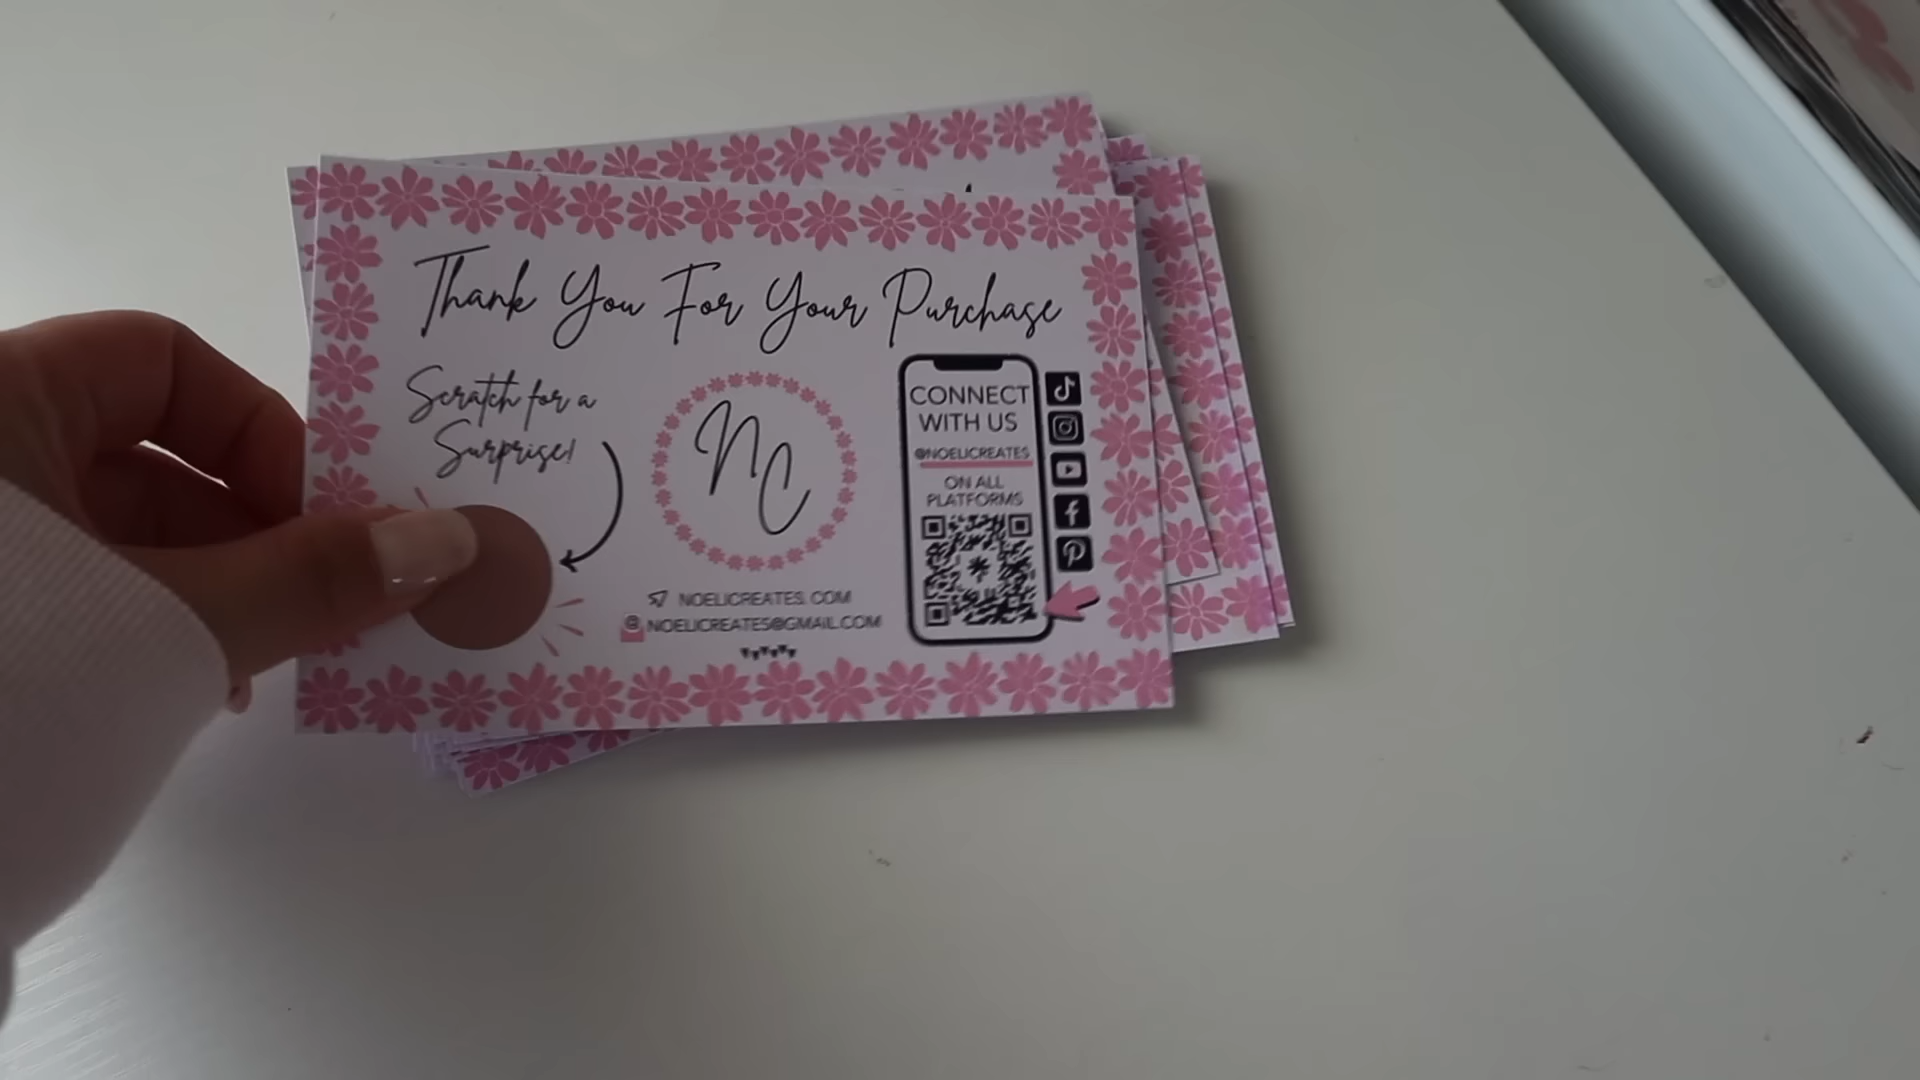 Thank You For Your Purchase
Scratch for a
Surprise!
NC
NOELICREATES.COM
@ NOELICREATES@GMAIL.COM
CONNECT
WITH US
@NOELICREATES
ON ALL
PLATFORMS